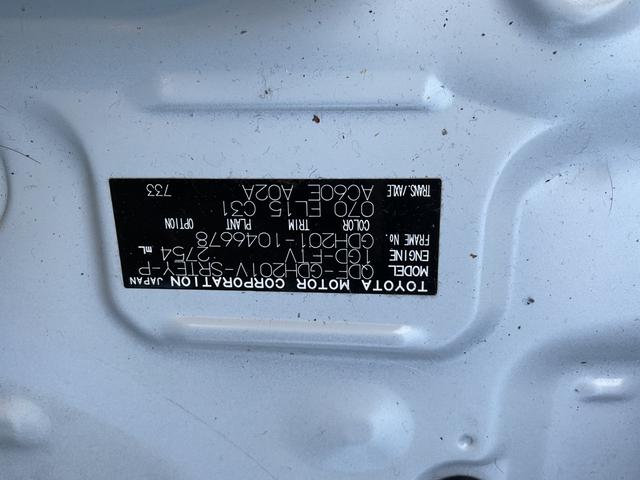 TOYOTA MOTOR CORPORATION JAPAN
MODEL QDF-GDH201V-SRTEY-P
ENGINE 1GD-FTV 2754 mL
FRAME No. GDH201-1046678
COLOR TRIM PLANT OPTION
070 EL15 C31
TRANS./AXLE AC60E A02A
733